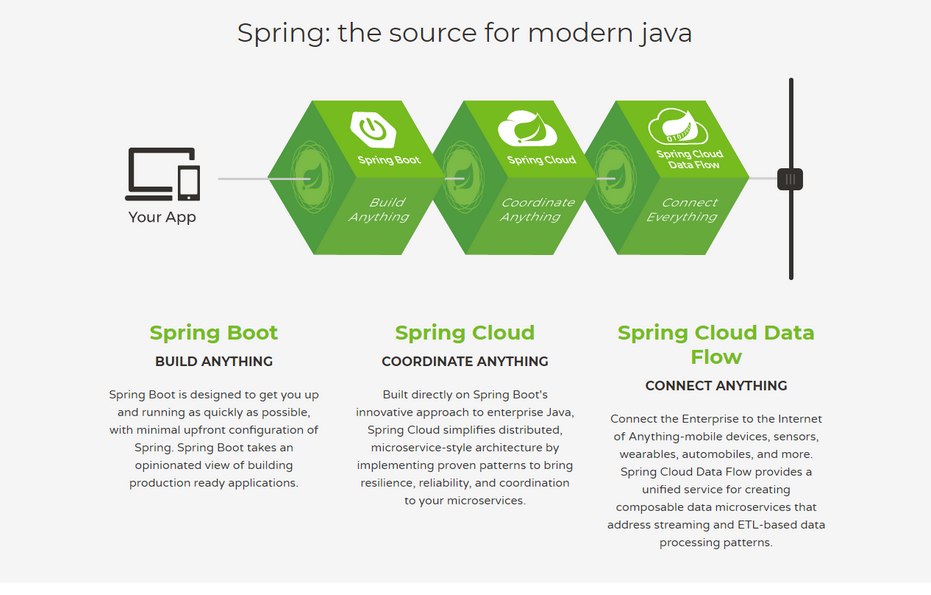 Spring: the source for modern java
Your App
Spring Boot
Build
Anything
Spring Cloud
Coordinate
Anything
Spring Cloud
Data Flow
Connect
Everything
Spring Boot
BUILD ANYTHING
Spring Boot is designed to get you up
and running as quickly as possible,
with minimal upfront configuration of
Spring. Spring Boot takes an
opinionated view of building
production ready applications.
Spring Cloud
COORDINATE ANYTHING
Built directly on Spring Boot's
innovative approach to enterprise Java,
Spring Cloud simplifies distributed,
microservice-style architecture by
implementing proven patterns to bring
resilience, reliability, and coordination
to your microservices.
Spring Cloud Data
Flow
CONNECT ANYTHING
Connect the Enterprise to the Internet
of Anything-mobile devices, sensors,
wearables, automobiles, and more.
Spring Cloud Data Flow provides a
unified service for creating
composable data microservices that
address streaming and ETL-based data
processing patterns.